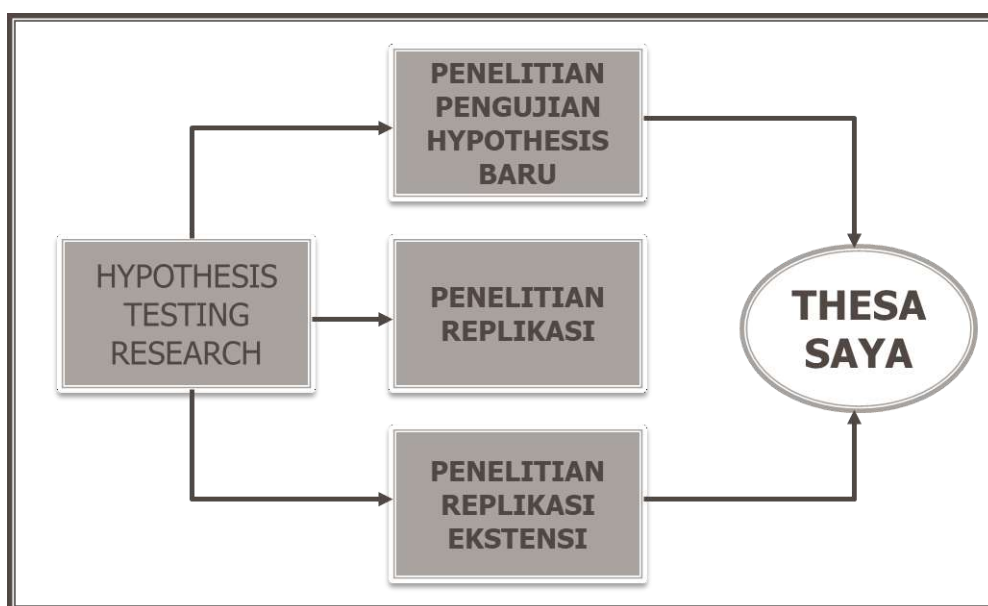 PENELITIAN
PENGUJIAN
HYPOTHESIS
BARU
HYPOTHESIS
TESTING
RESEARCH
PENELITIAN
REPLIKASI
THESA
SAYA
PENELITIAN
REPLIKASI
EKSTENSI